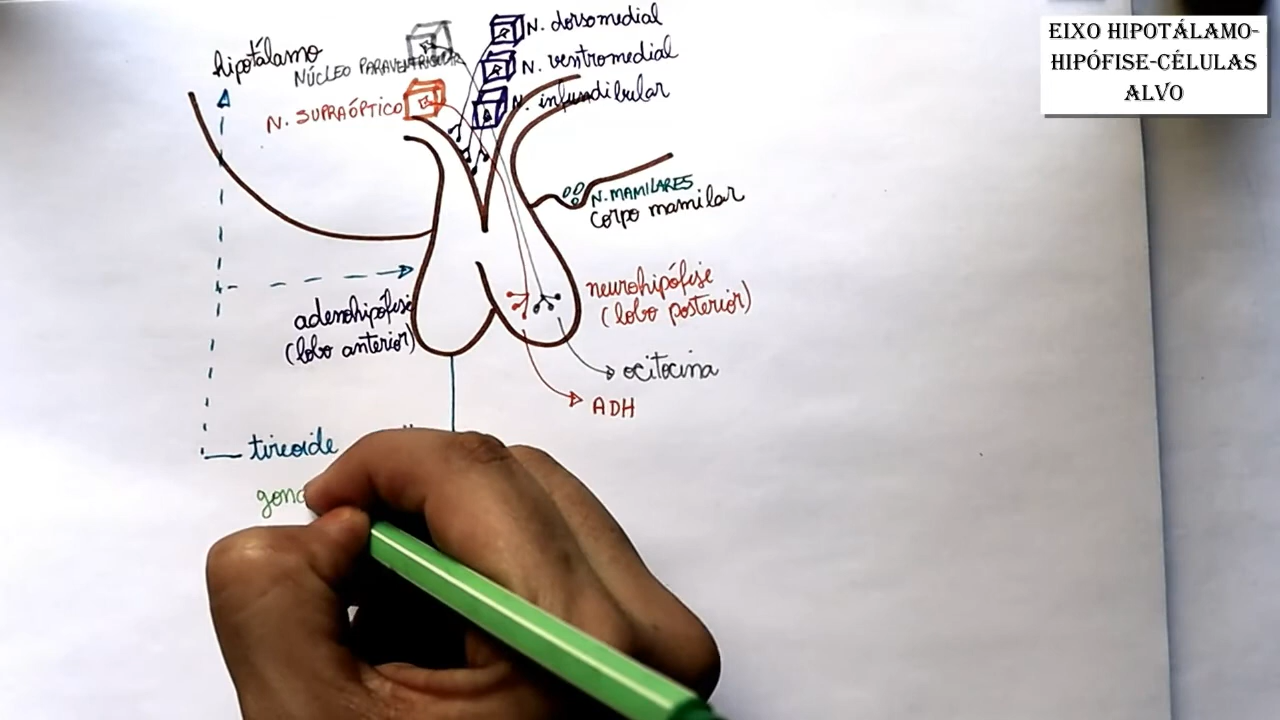 EIXO HIPOTÁLAMO-
HIPÓFISE-CÉLULAS
ALVO
N. dorsomedial
hipotálamo
NÚCLEO PARAVENTRICULAR
N. ventromedial
N. SUPRAÓPTICO
N. infundibular
N. MAMILARES
corpo mamilar
neurohipófise
(lobo posterior)
adenohipófise
(lobo anterior)
ocitocina
ADH
tireoide
gono